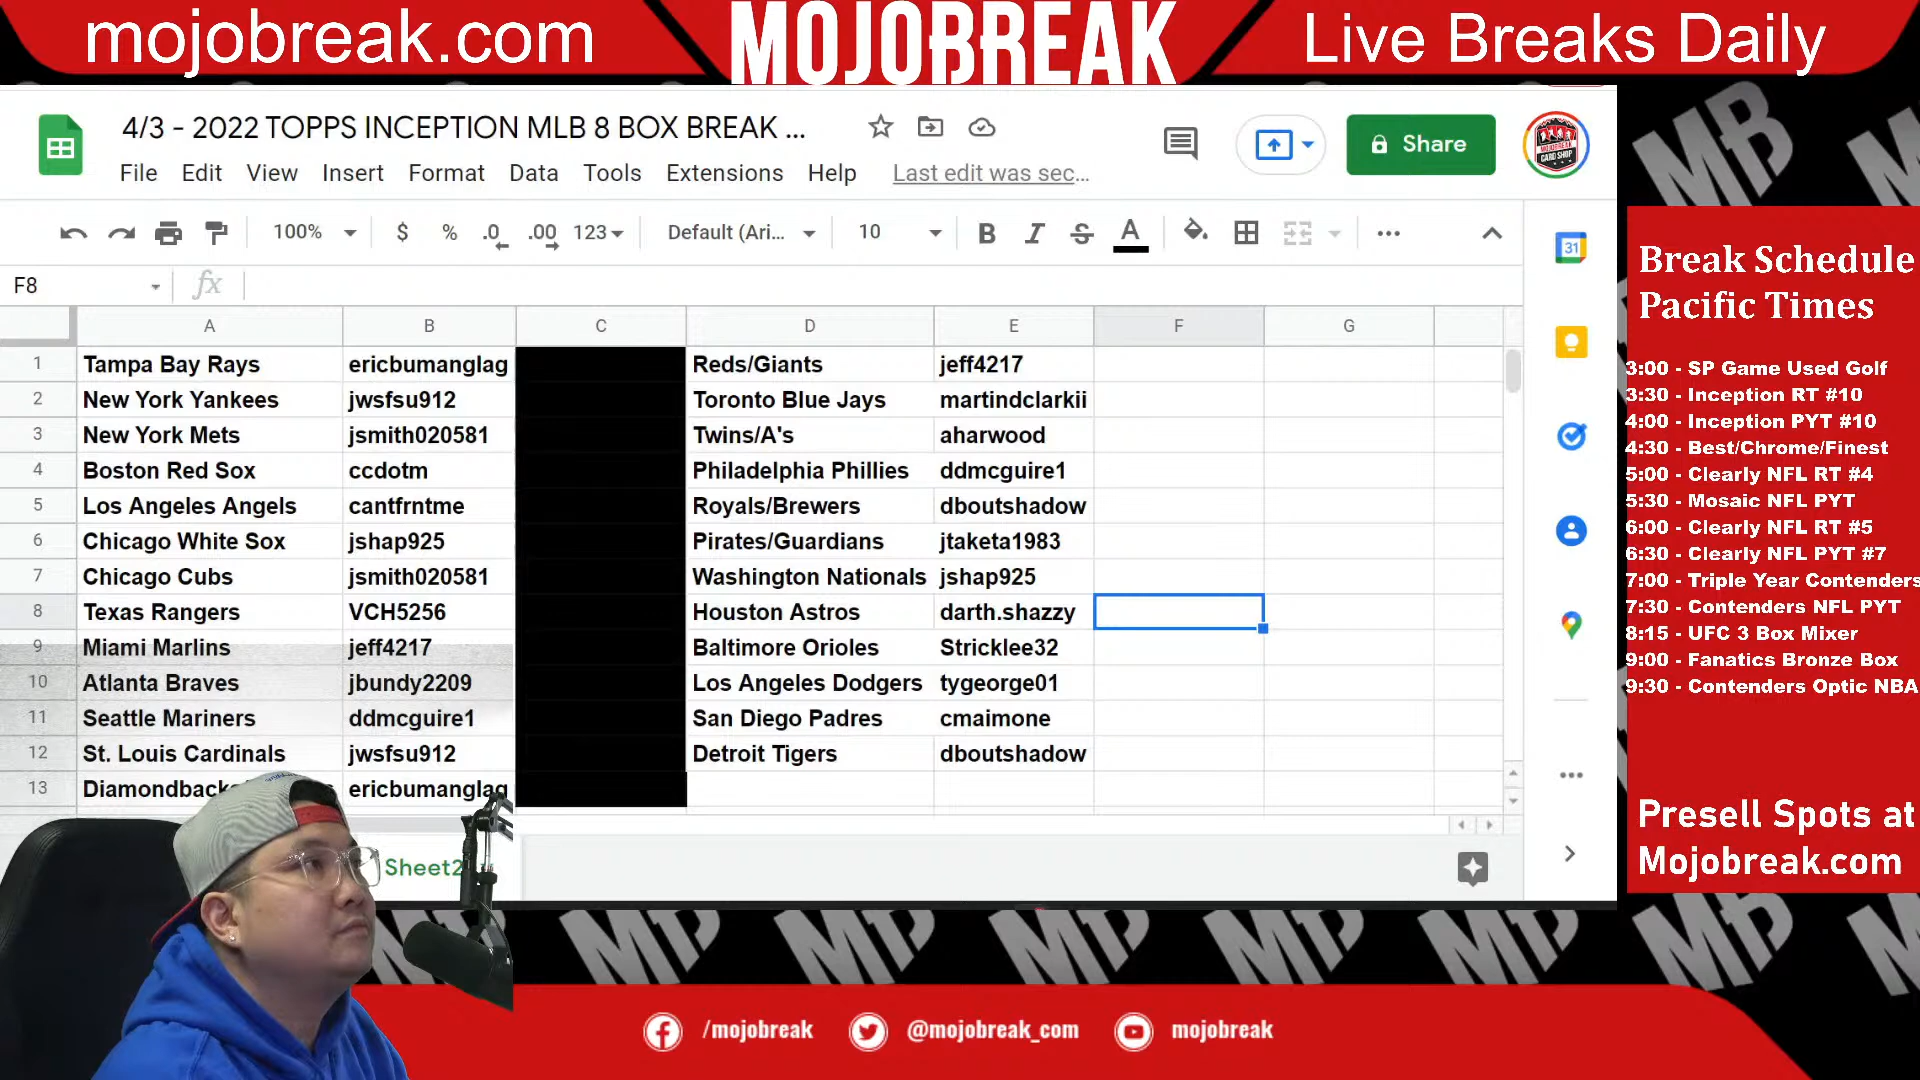 mojobreak.com
MOJOBREAK
Live Breaks Daily
4/3 - 2022 TOPPS INCEPTION MLB 8 BOX BREAK ...
Share
File Edit View Insert Format Data Tools Extensions Help Last edit was sec...
100% $ % .0 .00 123 Default (Ari... 10 B I S A ...
F8 fx
A B C D E F G
1 Tampa Bay Rays ericbumanglag Reds/Giants jeff4217
2 New York Yankees jwsfsu912 Toronto Blue Jays martindclarkii
3 New York Mets jsmith020581 Twins/A's aharwood
4 Boston Red Sox ccdotm Philadelphia Phillies ddmcguire1
5 Los Angeles Angels cantfrntme Royals/Brewers dboutshadow
6 Chicago White Sox jshap925 Pirates/Guardians jtaketa1983
7 Chicago Cubs jsmith020581 Washington Nationals jshap925
8 Texas Rangers VCH5256 Houston Astros darth.shazzy
9 Miami Marlins jeff4217 Baltimore Orioles Stricklee32
10 Atlanta Braves jbundy2209 Los Angeles Dodgers tygeorge01
11 Seattle Mariners ddmcguire1 San Diego Padres cmaimone
12 St. Louis Cardinals jwsfsu912 Detroit Tigers dboutshadow
13 Diamondback ericbumanglag
Sheet2
31
Break Schedule
Pacific Times
3:00 - SP Game Used Golf
3:30 - Inception RT #10
4:00 - Inception PYT #10
4:30 - Best/Chrome/Finest
5:00 - Clearly NFL RT #4
5:30 - Mosaic NFL PYT
6:00 - Clearly NFL RT #5
6:30 - Clearly NFL PYT #7
7:00 - Triple Year Contenders
7:30 - Contenders NFL PYT
8:15 - UFC 3 Box Mixer
9:00 - Fanatics Bronze Box
9:30 - Contenders Optic NBA
Presell Spots at
Mojobreak.com
/mojobreak @mojobreak_com mojobreak